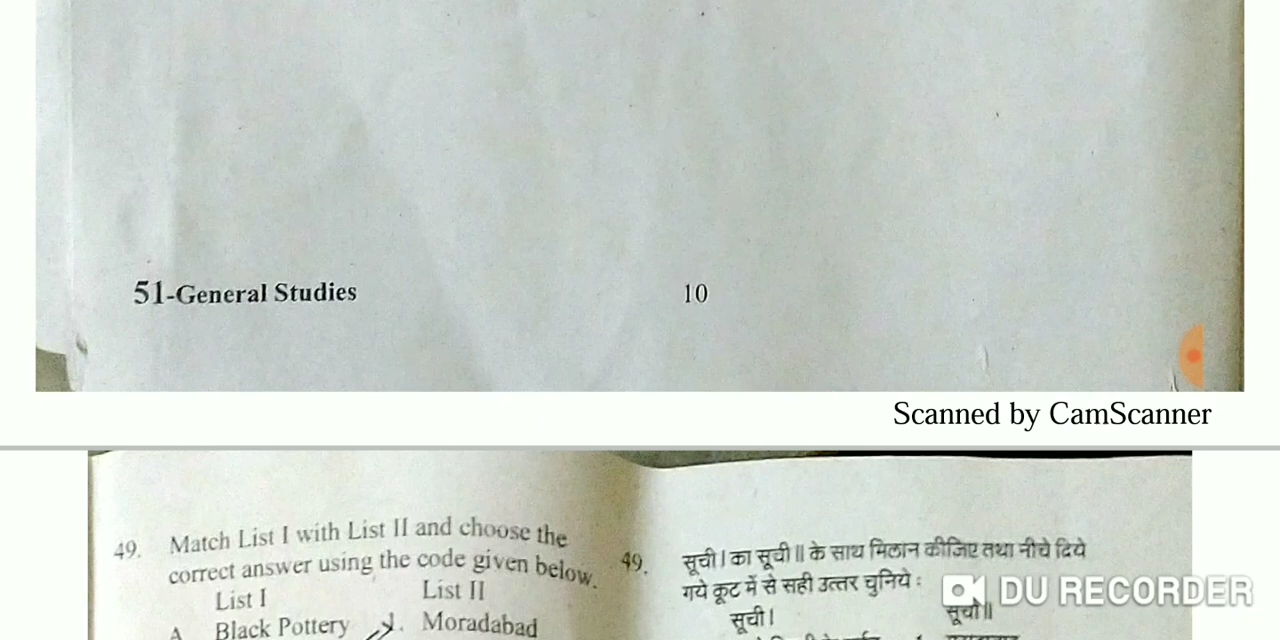 51-General Studies
10
Scanned by CamScanner
49. Match List I with List II and choose the
correct answer using the code given below.
List I List II
A Black Pottery 1. Moradabad
49. सूची I का सूची II के साथ मिलान कीजिए तथा नीचे दिये
गये कूट में से सही उत्तर चुनिये :
सूची I सूची II
DU RECORDER